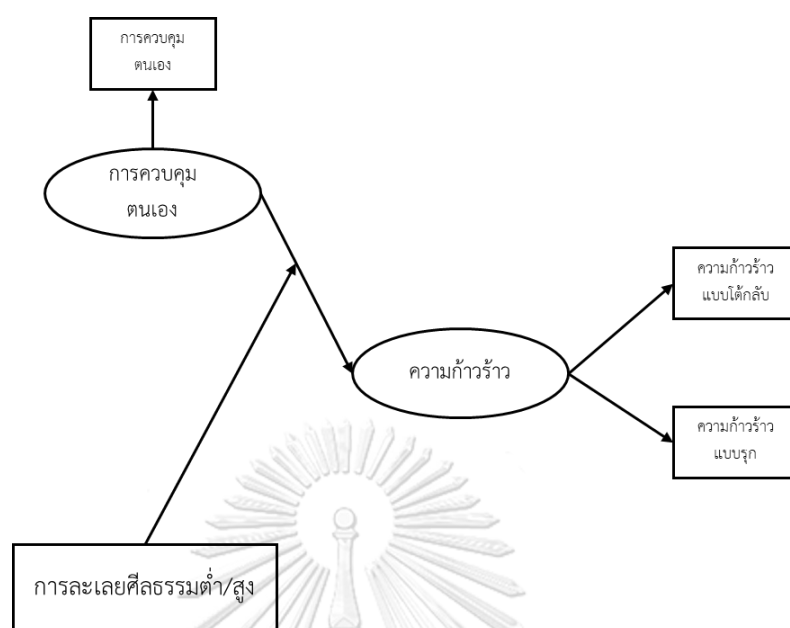 การควบคุม
ตนเอง
การควบคุม
ตนเอง
ความก้าวร้าว
แบบโต้กลับ
ความก้าวร้าว
ความก้าวร้าว
แบบรุก
การละเลยศีลธรรมต่ำ/สูง